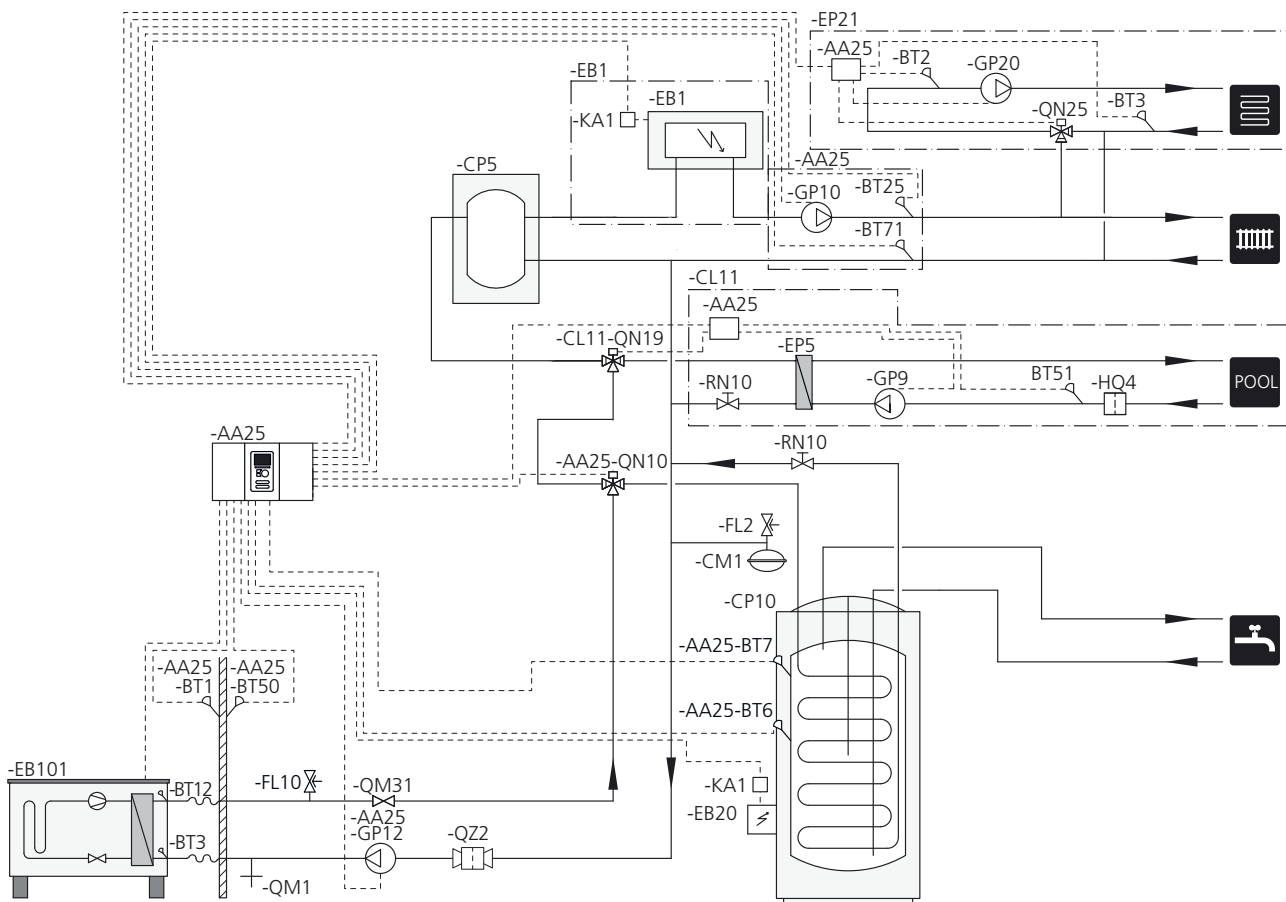 -EP21
-AA25
-BT2
-GP20
-QN25
-BT3
-EB1
-EB1
-KA1
-CP5
-AA25
-GP10
-BT25
-BT71
-CL11
-AA25
-CL11-QN19
-EP5
-RN10
-GP9
BT51
-HQ4
POOL
-AA25
-AA25-QN10
-RN10
-FL2
-CM1
-CP10
-AA25-BT7
-AA25
-BT1
-AA25
-BT50
-AA25-BT6
-EB101
-BT12
-FL10
-QM31
-KA1
-EB20
-AA25
-GP12
-QZ2
-BT3
-QM1